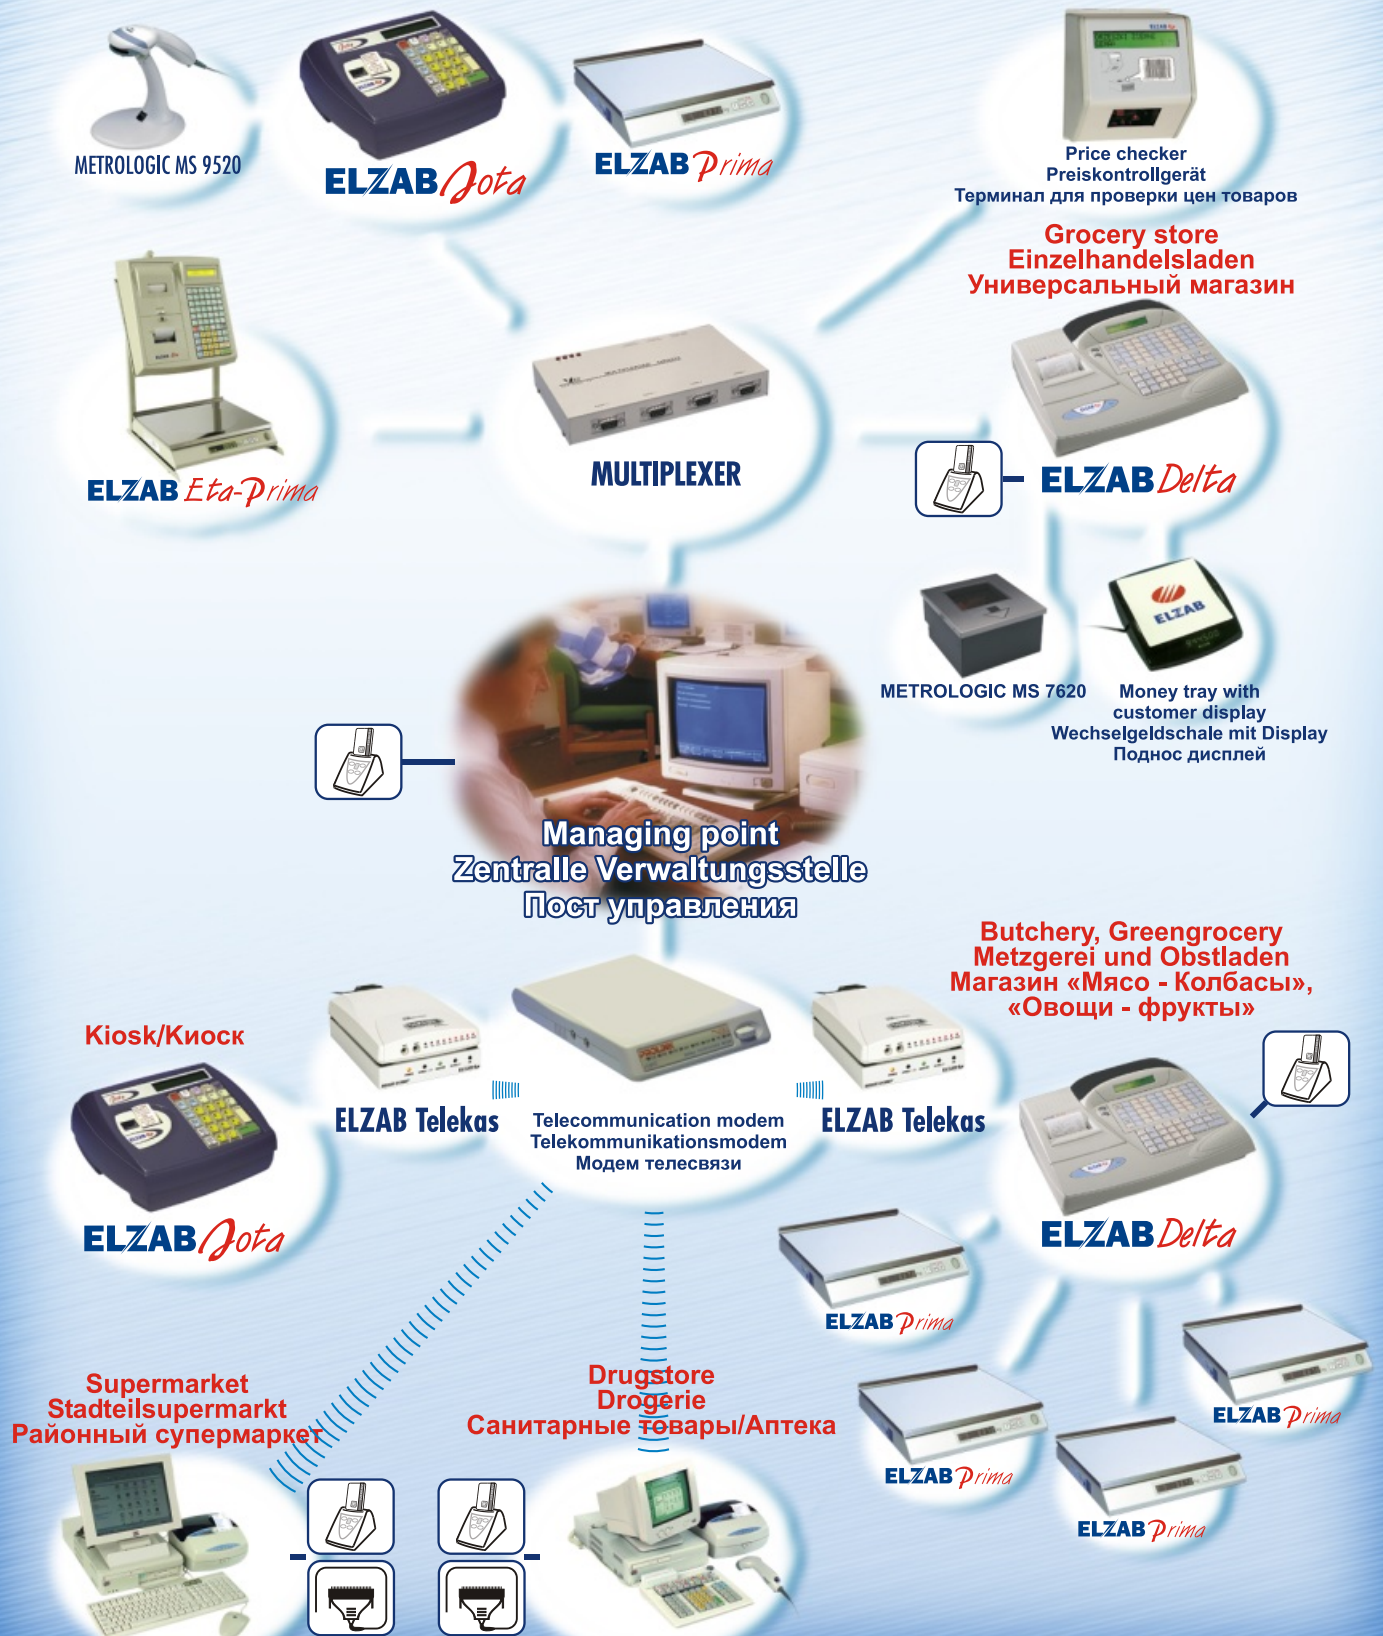 METROLOGIC MS 9520
ELZAB Jota
ELZAB Prima
ELZAB
Price checker
Preiskontrollgerät
Терминал для проверки цен товаров
Grocery store
Einzelhandelsladen
Универсальный магазин
ELZAB Eta-Prima
MULTIPLEXER
ELZAB Delta
ELZAB
METROLOGIC MS 7620
Money tray with
customer display
Wechselgeldschale mit Display
Поднос дисплей
Managing point
Zentralle Verwaltungsstelle
Пост управления
Butchery, Greengrocery
Metzgerei und Obstladen
Магазин «Мясо - Колбасы»,
«Овощи - фрукты»
Kiosk/Киоск
ELZAB Telekas
Telecommunication modem
Telekommunikationsmodem
Модем телесвязи
ELZAB Telekas
ELZAB Jota
ELZAB Delta
ELZAB Prima
Supermarket
Stadteilsupermarkt
Районный супермаркет
Drugstore
Drogerie
Санитарные товары/Аптека
ELZAB Prima
ELZAB Prima
ELZAB Prima